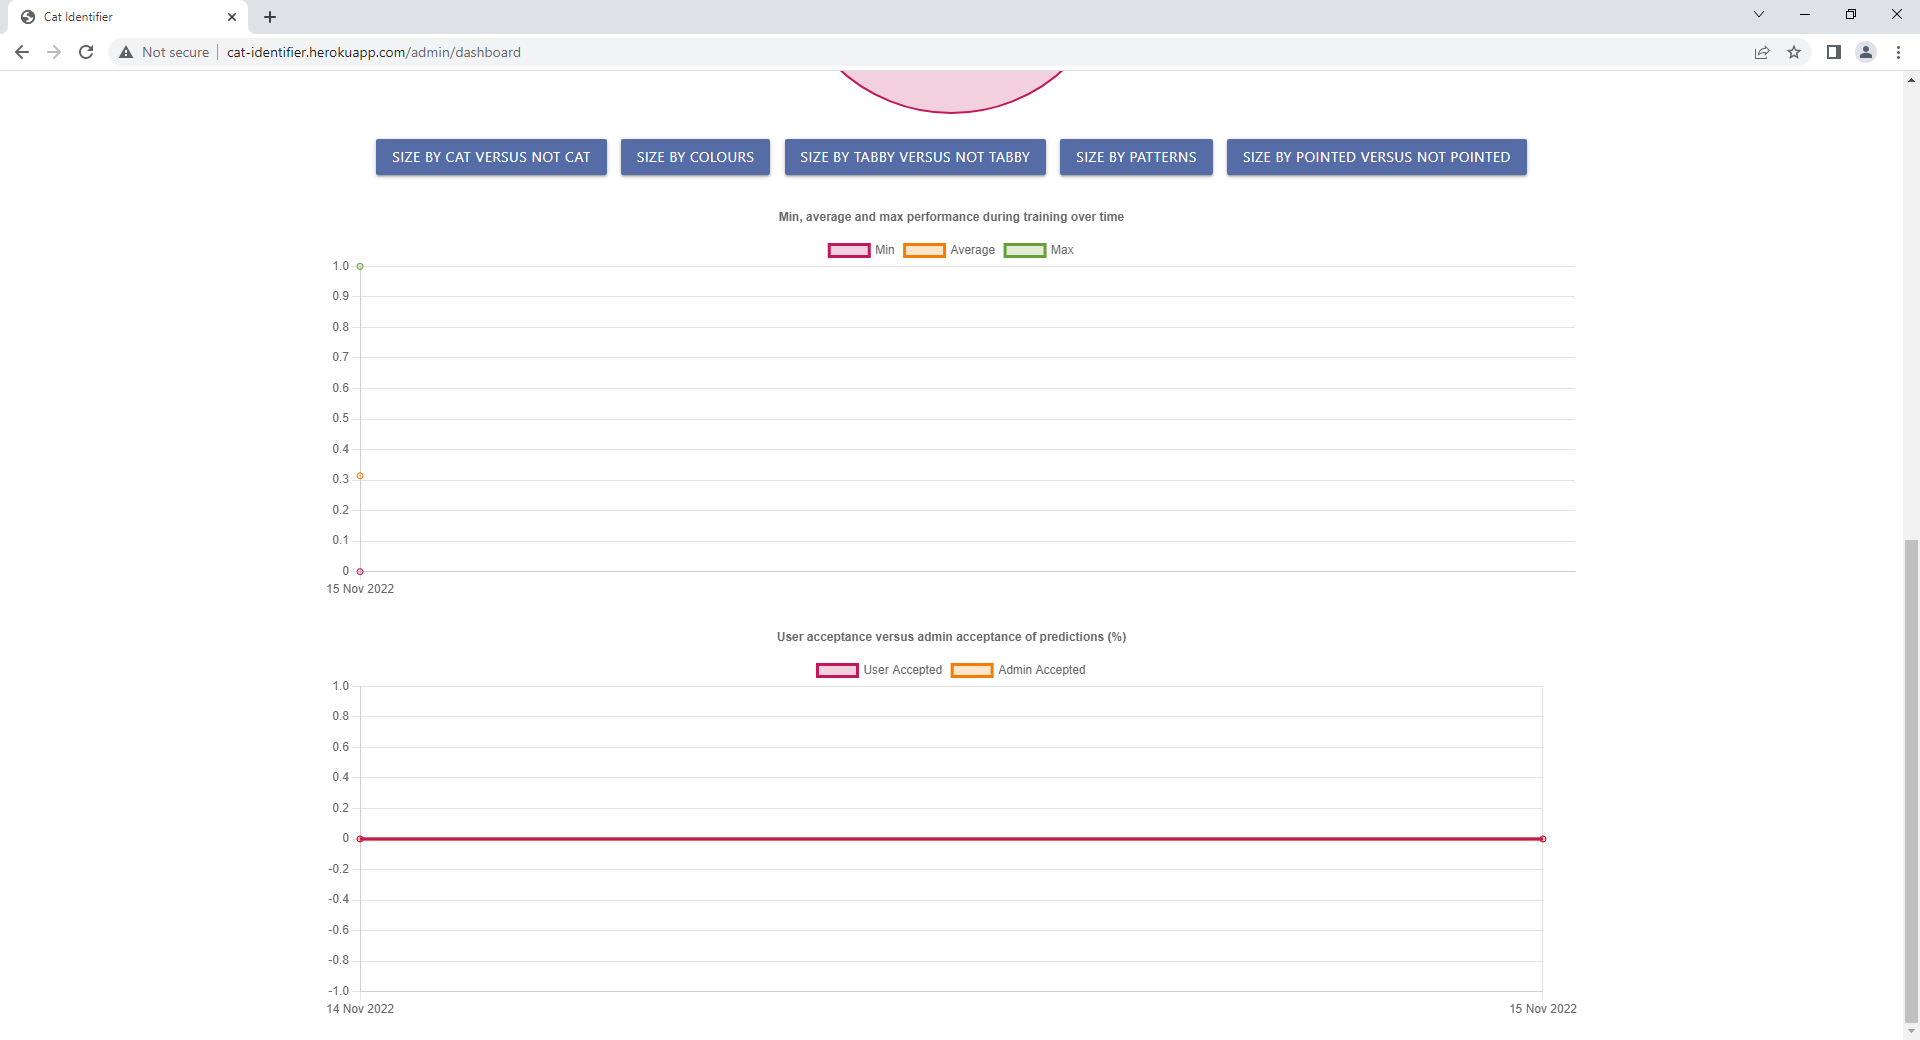 Cat Identifier
Not secure cat-identifier.herokuapp.com/admin/dashboard
SIZE BY CAT VERSUS NOT CAT SIZE BY COLOURS SIZE BY TABBY VERSUS NOT TABBY SIZE BY PATTERNS SIZE BY POINTED VERSUS NOT POINTED
Min, average and max performance during training over time
Min Average Max
1.0
0.9
0.8
0.7
0.6
0.5
0.4
0.3
0.2
0.1
0
15 Nov 2022
User acceptance versus admin acceptance of predictions (%)
User Accepted Admin Accepted
1.0
0.8
0.6
0.4
0.2
0
-0.2
-0.4
-0.6
-0.8
-1.0
14 Nov 2022 15 Nov 2022